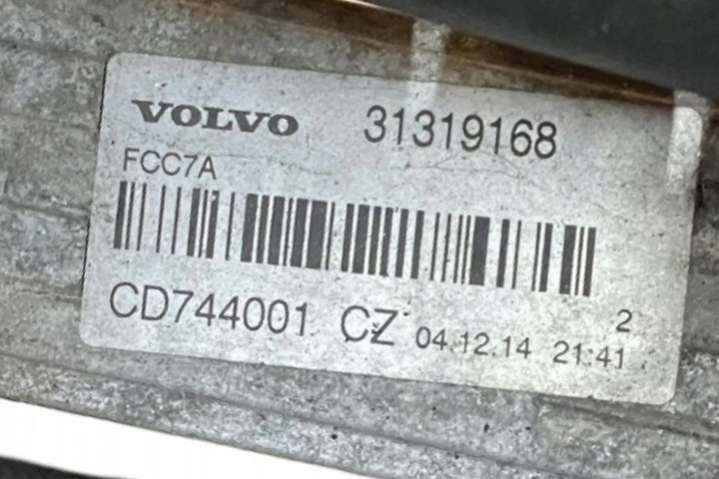 VOLVO 31319168
FCC7A
2
CD744001 CZ 04.12.14 21:41